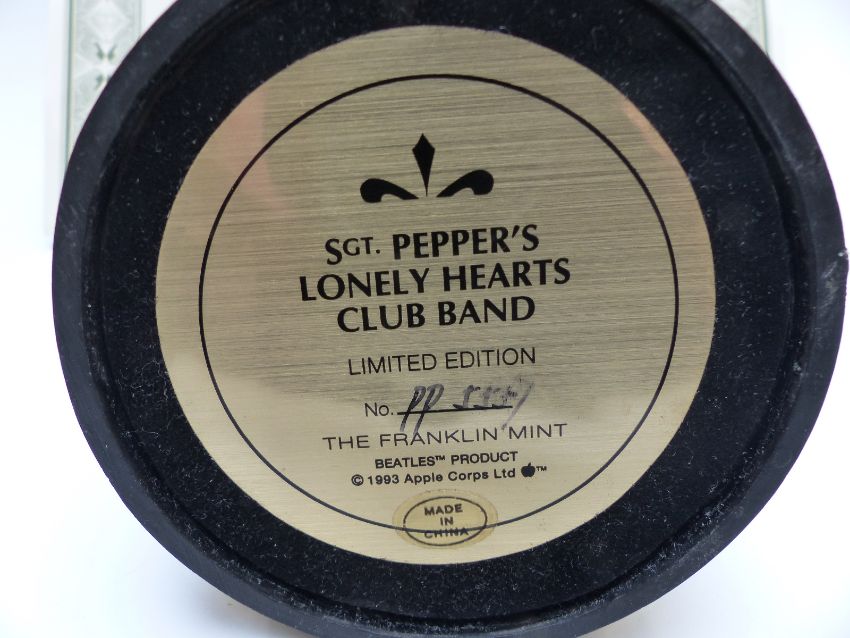 SGT. PEPPER'S
LONELY HEARTS
CLUB BAND
LIMITED EDITION
No. PP
THE FRANKLIN MINT
BEATLES™ PRODUCT
© 1993 Apple Corps Ltd ™
MADE
IN
CHINA